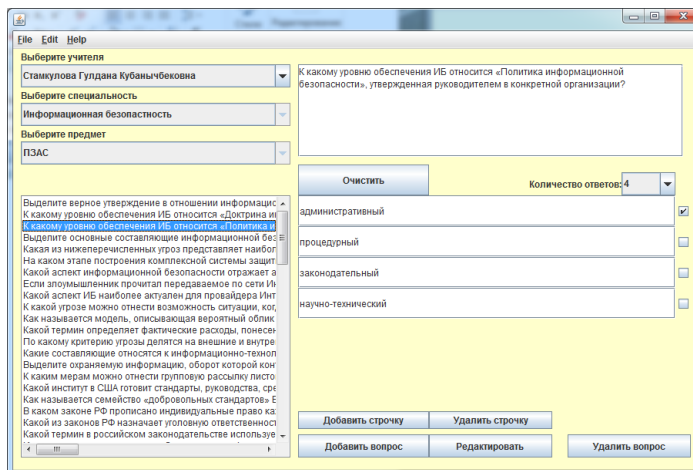 File Edit Help
Выберите учителя
Стамкулова Гулдана Кубанычбековна
Выберите специальность
Информационная безопастность
Выберите предмет
ПЗАС
К какому уровню обеспечения ИБ относится «Политика информационной
безопасности», утвержденная руководителем в конкретной организации?
Очистить
Количество ответов: 4
административный
процедурный
законодательный
научно-технический
Выделите верное утверждение в отношении информацис
К какому уровню обеспечения ИБ относится «Доктрина и
К какому уровню обеспечения ИБ относится «Политика и
Выделите основные составляющие информационной без
Какая из нижеперечисленных угроз представляет наибол
На каком этапе построения комплексной системы защит
Какой аспект информационной безопасности отражает а
Если злоумышленник прочитал передаваемое по сети Ин
Какой аспект ИБ наиболее актуален для провайдера Инт
К какой угрозе можно отнести возможность ситуации, ког
Как называется модель, описывающая вероятный облик
Какой термин определяет фактические расходы, понесен
По какому критерию угрозы делятся на внешние и внутре
Какие составляющие относятся к информационно-технол
Выделите охраняемую информацию, оборот которой кон
К каким мерам можно отнести групповую рассылку листо
Какой институт в США готовит стандарты, руководства, сре
Как называется семейство «добровольных стандартов» В
В каком законе РФ прописано индивидуальные право ка
Какой из законов РФ назначает уголовную ответственност
Какой термин в российском законодательстве используе
Добавить строчку Удалить строчку
Добавить вопрос Редактировать Удалить вопрос